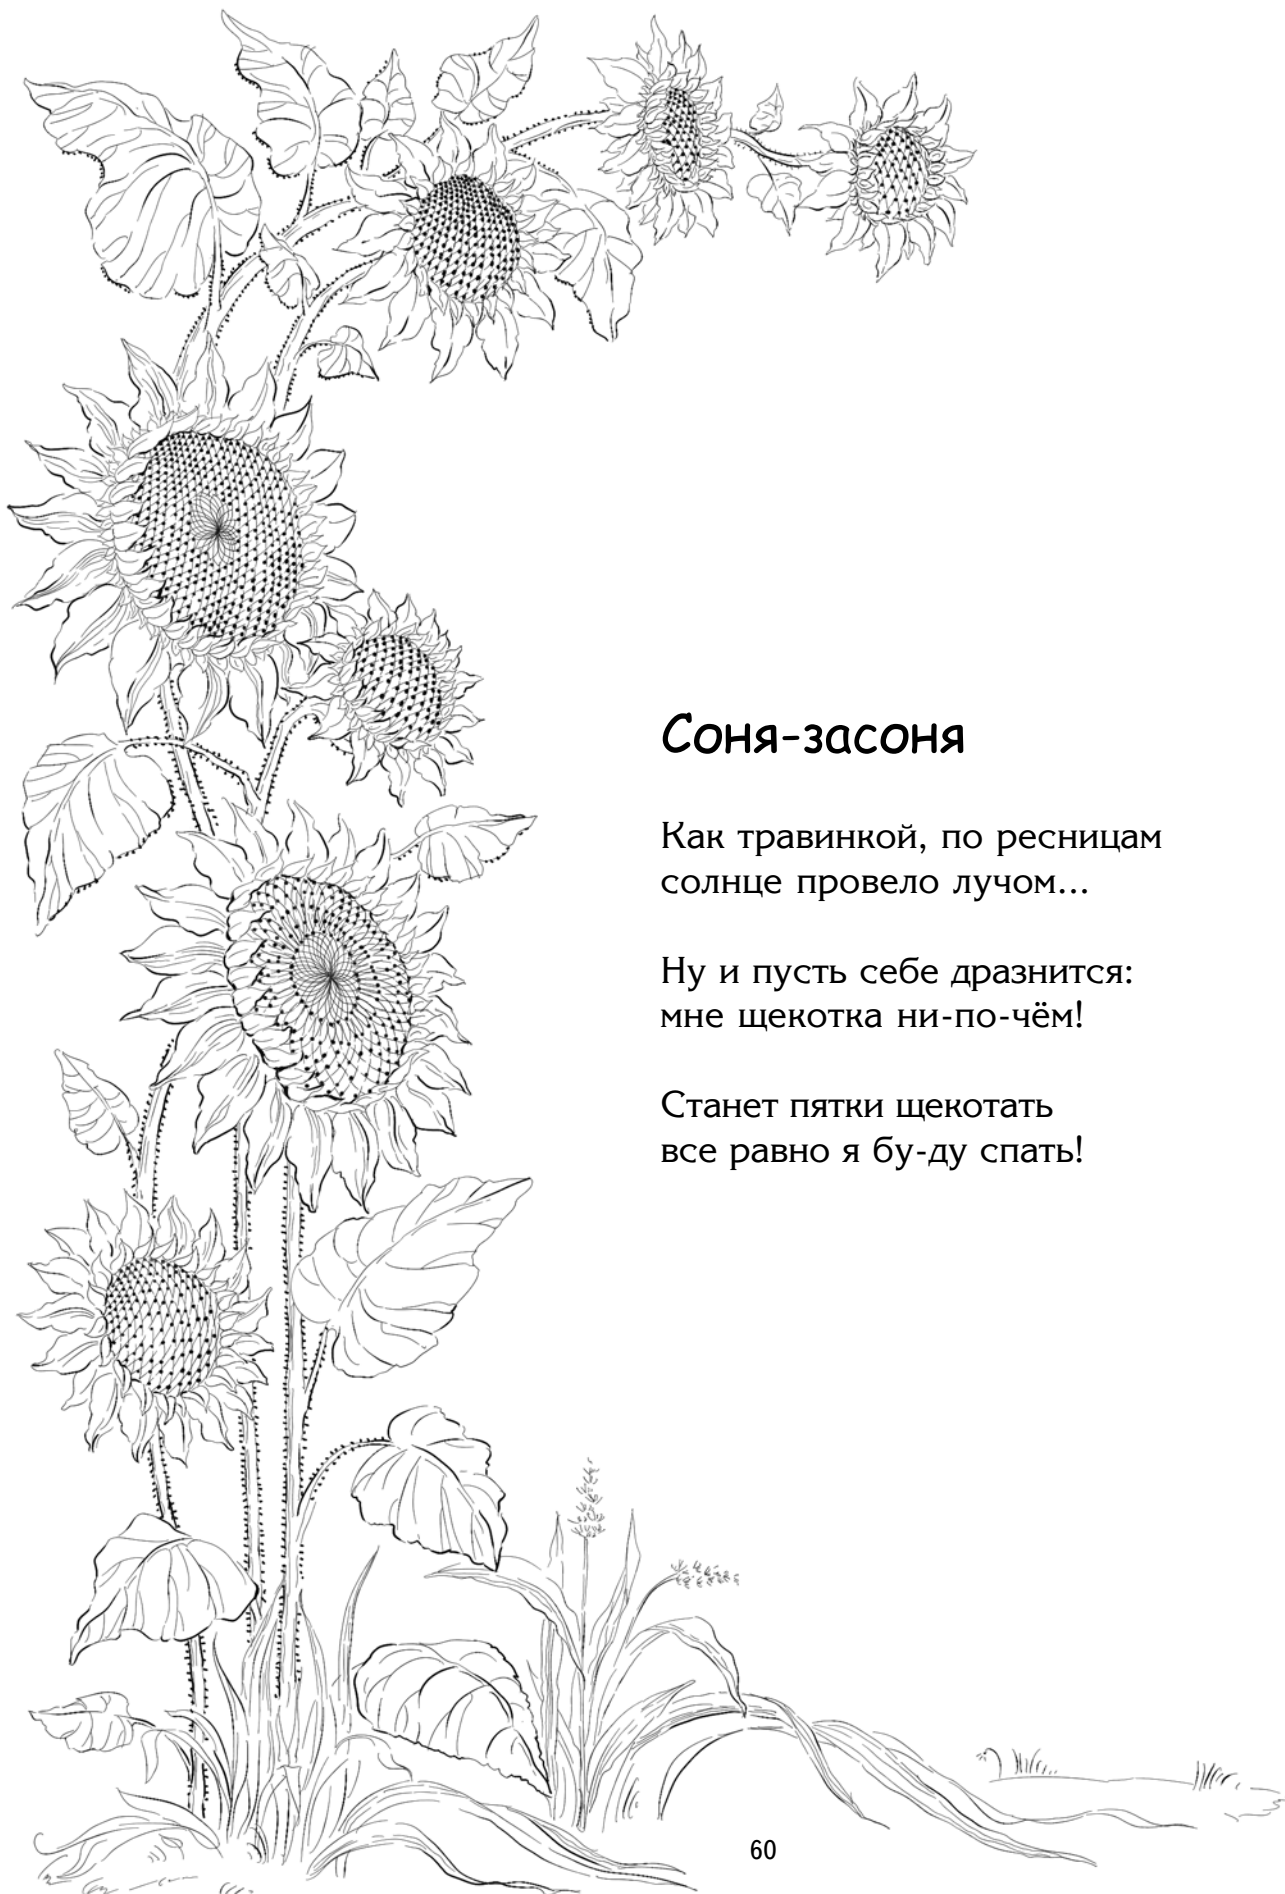 Соня-засоня
Как травинкой, по ресницам
солнце провело лучом...
Ну и пусть себе дразнится:
мне щекотка ни-по-чём!
Станет пятки щекотать
все равно я бу-ду спать!
60